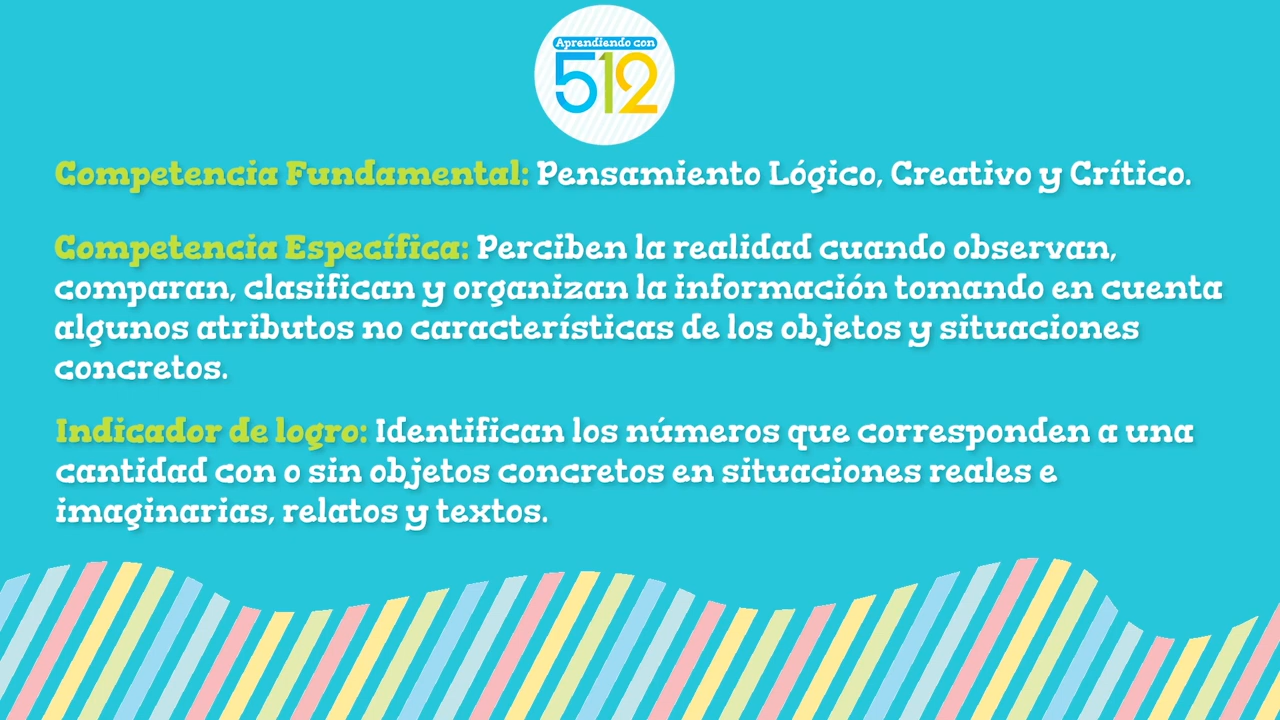 Aprendiendo con
512
Competencia Fundamental: Pensamiento Lógico, Creativo y Crítico.
Competencia Específica: Perciben la realidad cuando observan,
comparan, clasifican y organizan la información tomando en cuenta
algunos atributos no características de los objetos y situaciones
concretos.
Indicador de logro: Identifican los números que corresponden a una
cantidad con o sin objetos concretos en situaciones reales e
imaginarias, relatos y textos.